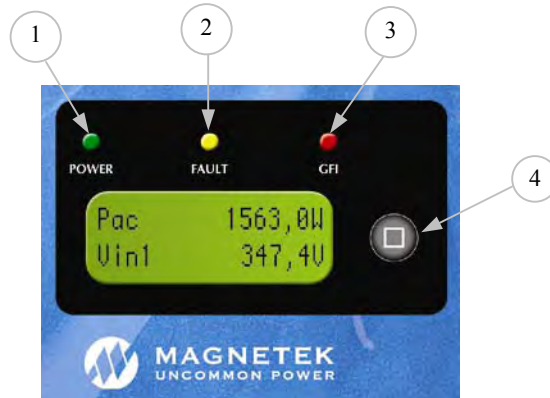 1
2
3
POWER
FAULT
GFI
4
Pac 1563,0W
Vin1 347,4V
MAGNETEK
UNCOMMON POWER